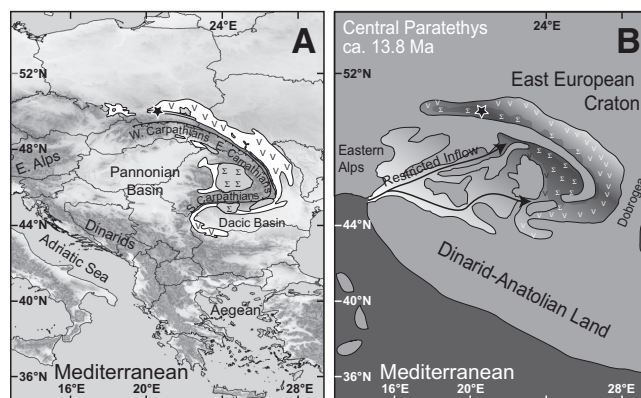 24°E
A
52°N
48°N
44°N
40°N
36°N
16°E
20°E
28°E
W. Carpathians
E. Carpathians
E. Alps
Pannonian
Basin
S. Carpathians
Dacic Basin
Dinarids
Adriatic Sea
Aegean
Mediterranean
Central Paratethys
ca. 13.8 Ma
24°E
B
52°N
48°N
44°N
40°N
36°N
16°E
20°E
28°E
East European
Craton
Eastern
Alps
Restricted Inflow
Dobrogea
Dinarid-Anatolian Land
Mediterranean